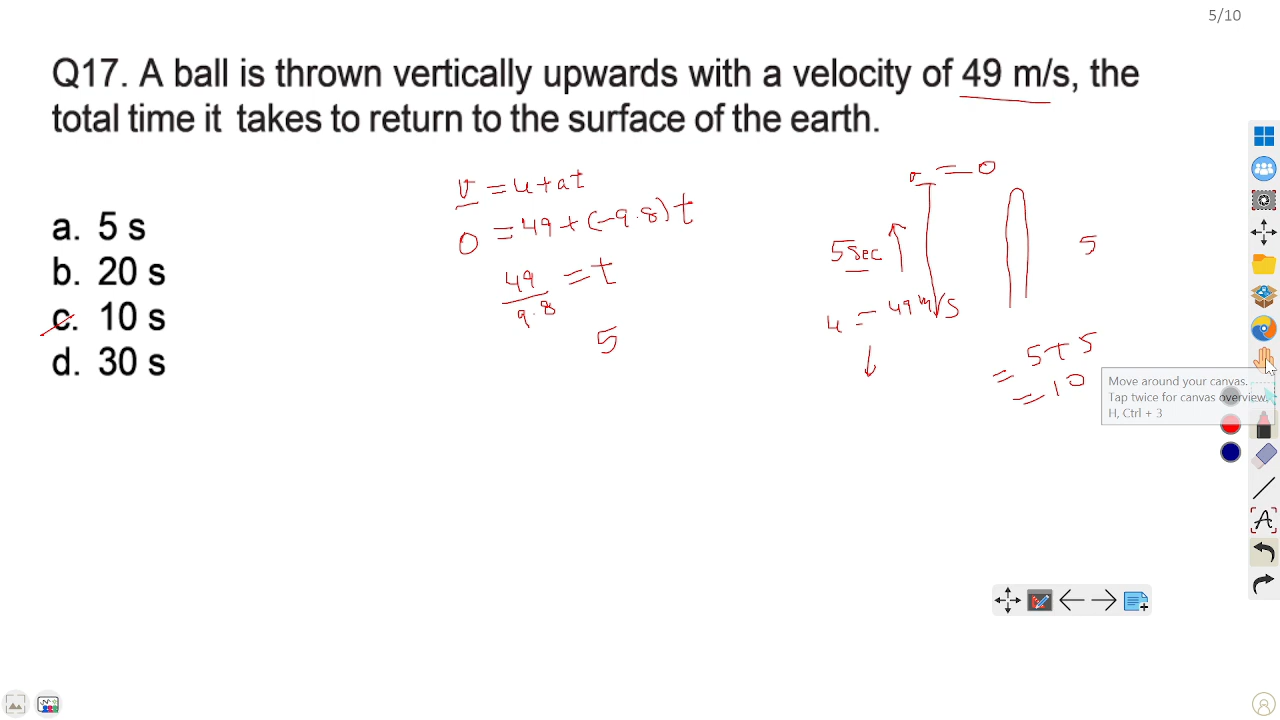 5/10
Q17. A ball is thrown vertically upwards with a velocity of 49 m/s, the
total time it takes to return to the surface of the earth.
a. 5 s
b. 20 s
c. 10 s
d. 30 s
v = u + at
0 = 49 + (-9.8) t
49/9.8 = t
5
v = 0
5 sec
u = 49 m/s
5
= 5+5
= 10
Move around your canvas.
Tap twice for canvas overview.
H, Ctrl + 3
A